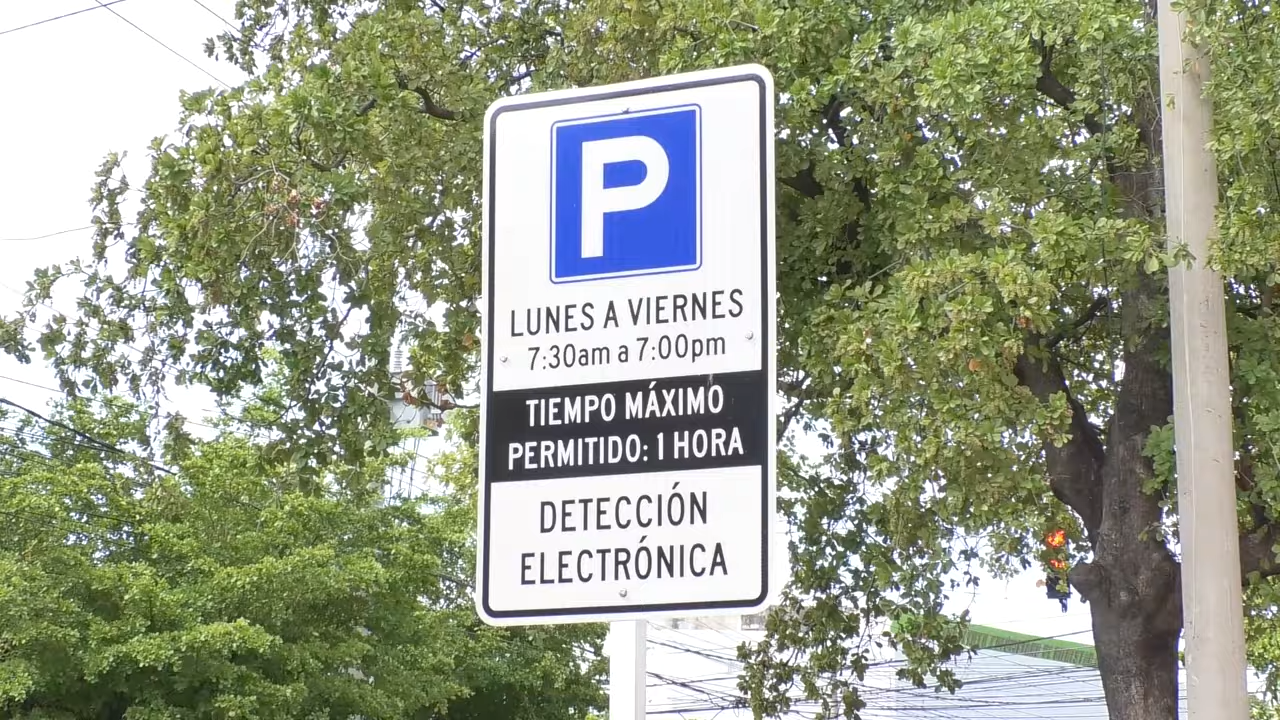 P
LUNES A VIERNES
7:30am a 7:00pm
TIEMPO MÁXIMO
PERMITIDO: 1 HORA
DETECCIÓN
ELECTRÓNICA